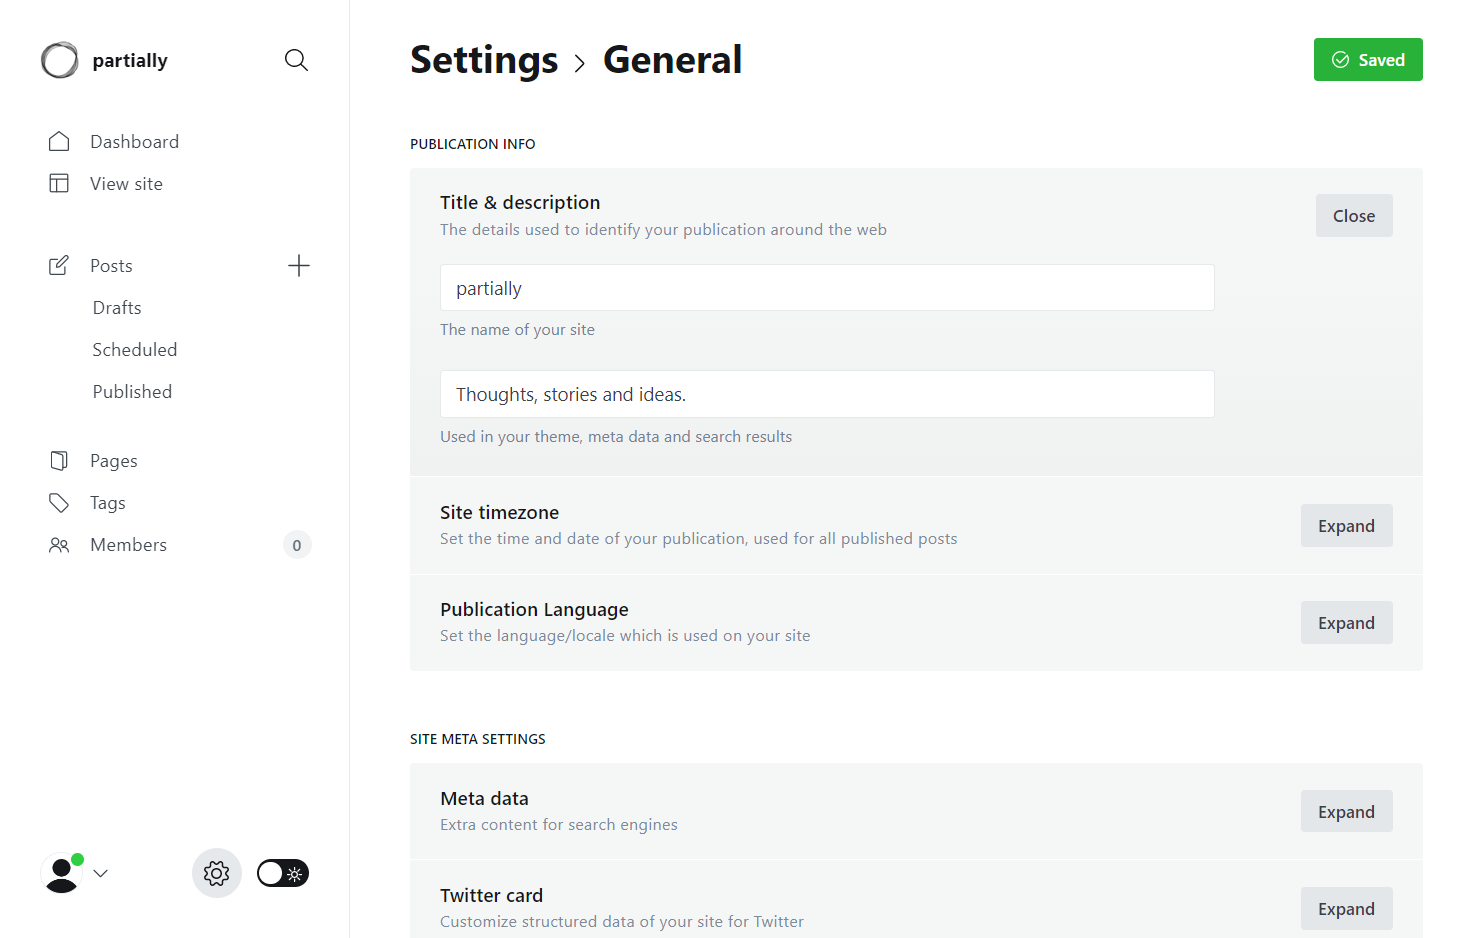 partially
Dashboard
View site
Posts
Drafts
Scheduled
Published
Pages
Tags
Members
0
Settings > General
Saved
PUBLICATION INFO
Title & description
The details used to identify your publication around the web
Close
partially
The name of your site
Thoughts, stories and ideas.
Used in your theme, meta data and search results
Site timezone
Set the time and date of your publication, used for all published posts
Expand
Publication Language
Set the language/locale which is used on your site
Expand
SITE META SETTINGS
Meta data
Extra content for search engines
Expand
Twitter card
Customize structured data of your site for Twitter
Expand